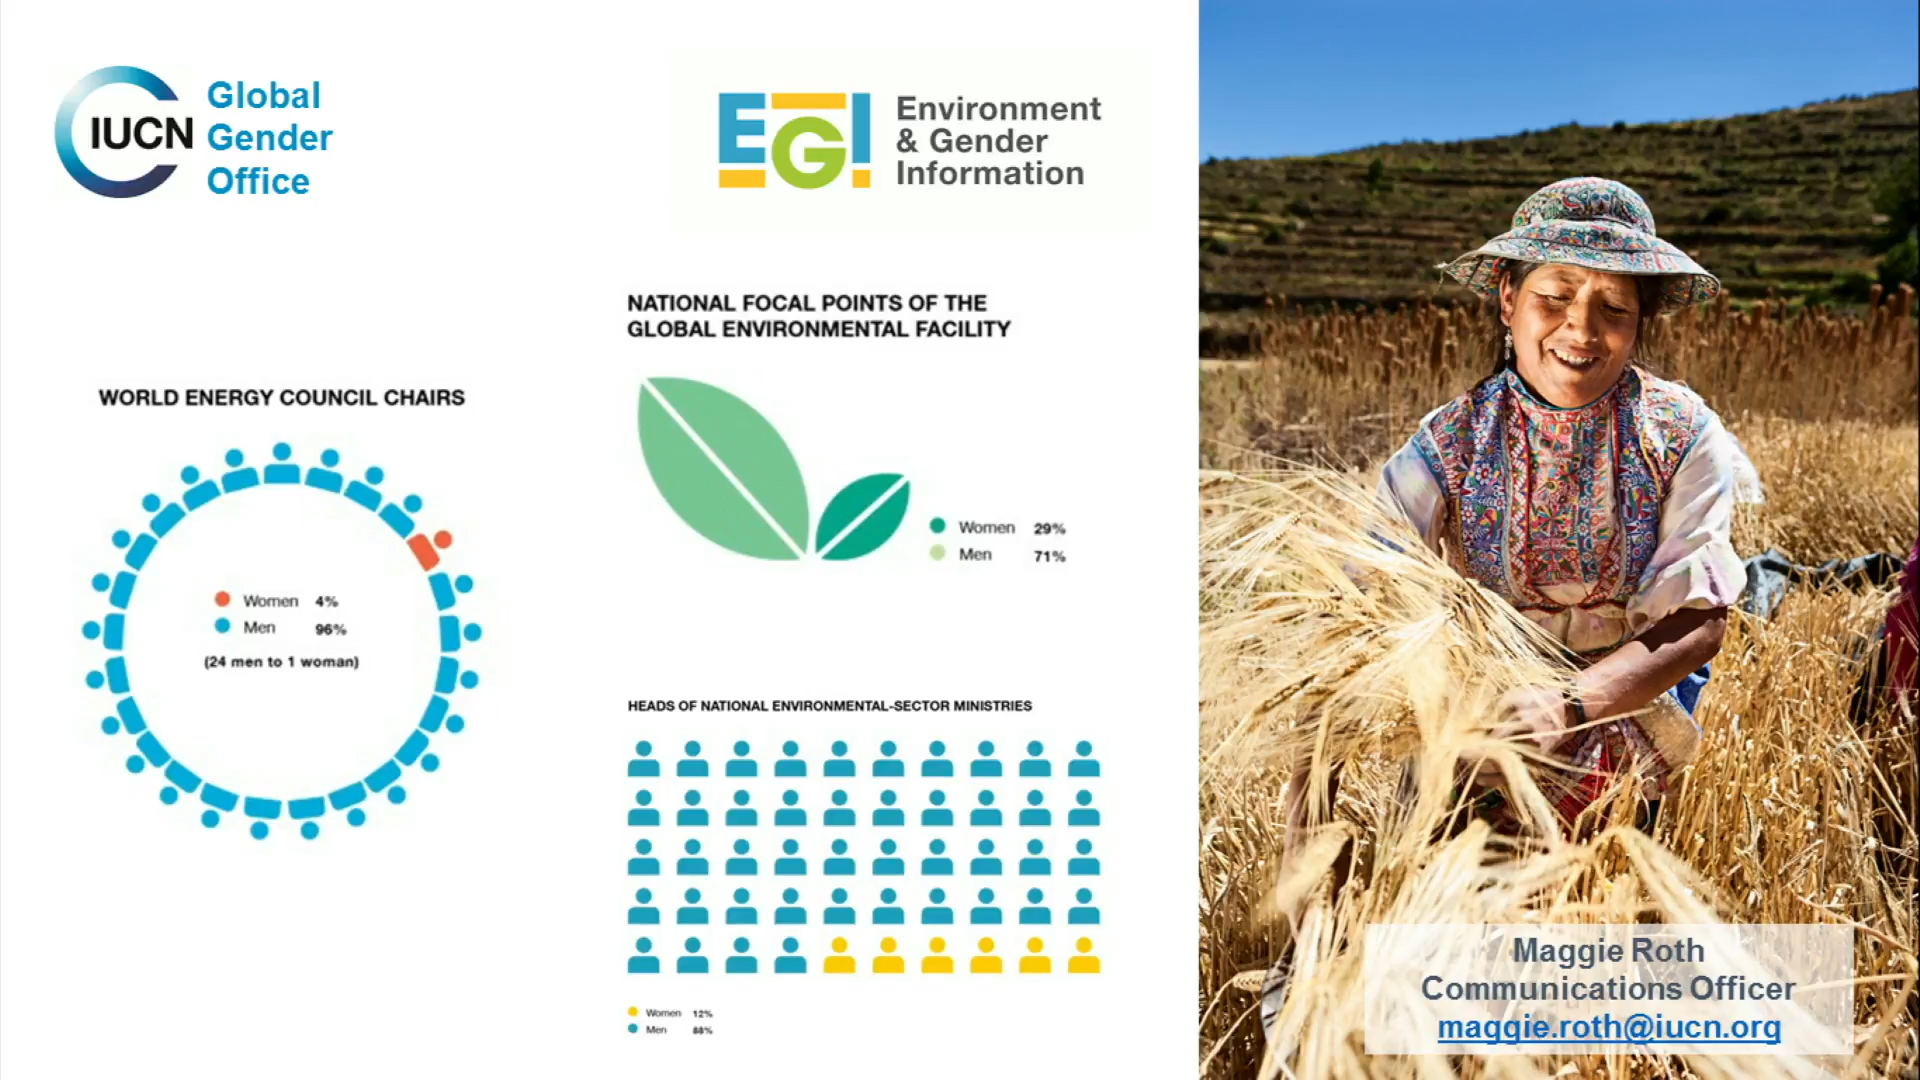 IUCN
Global
Gender
Office
EGI
Environment
& Gender
Information
NATIONAL FOCAL POINTS OF THE
GLOBAL ENVIRONMENTAL FACILITY
Women 29%
Men 71%
WORLD ENERGY COUNCIL CHAIRS
Women 4%
Men 96%
(24 men to 1 woman)
HEADS OF NATIONAL ENVIRONMENTAL-SECTOR MINISTRIES
Women 12%
Men 88%
Maggie Roth
Communications Officer
maggie.roth@iucn.org